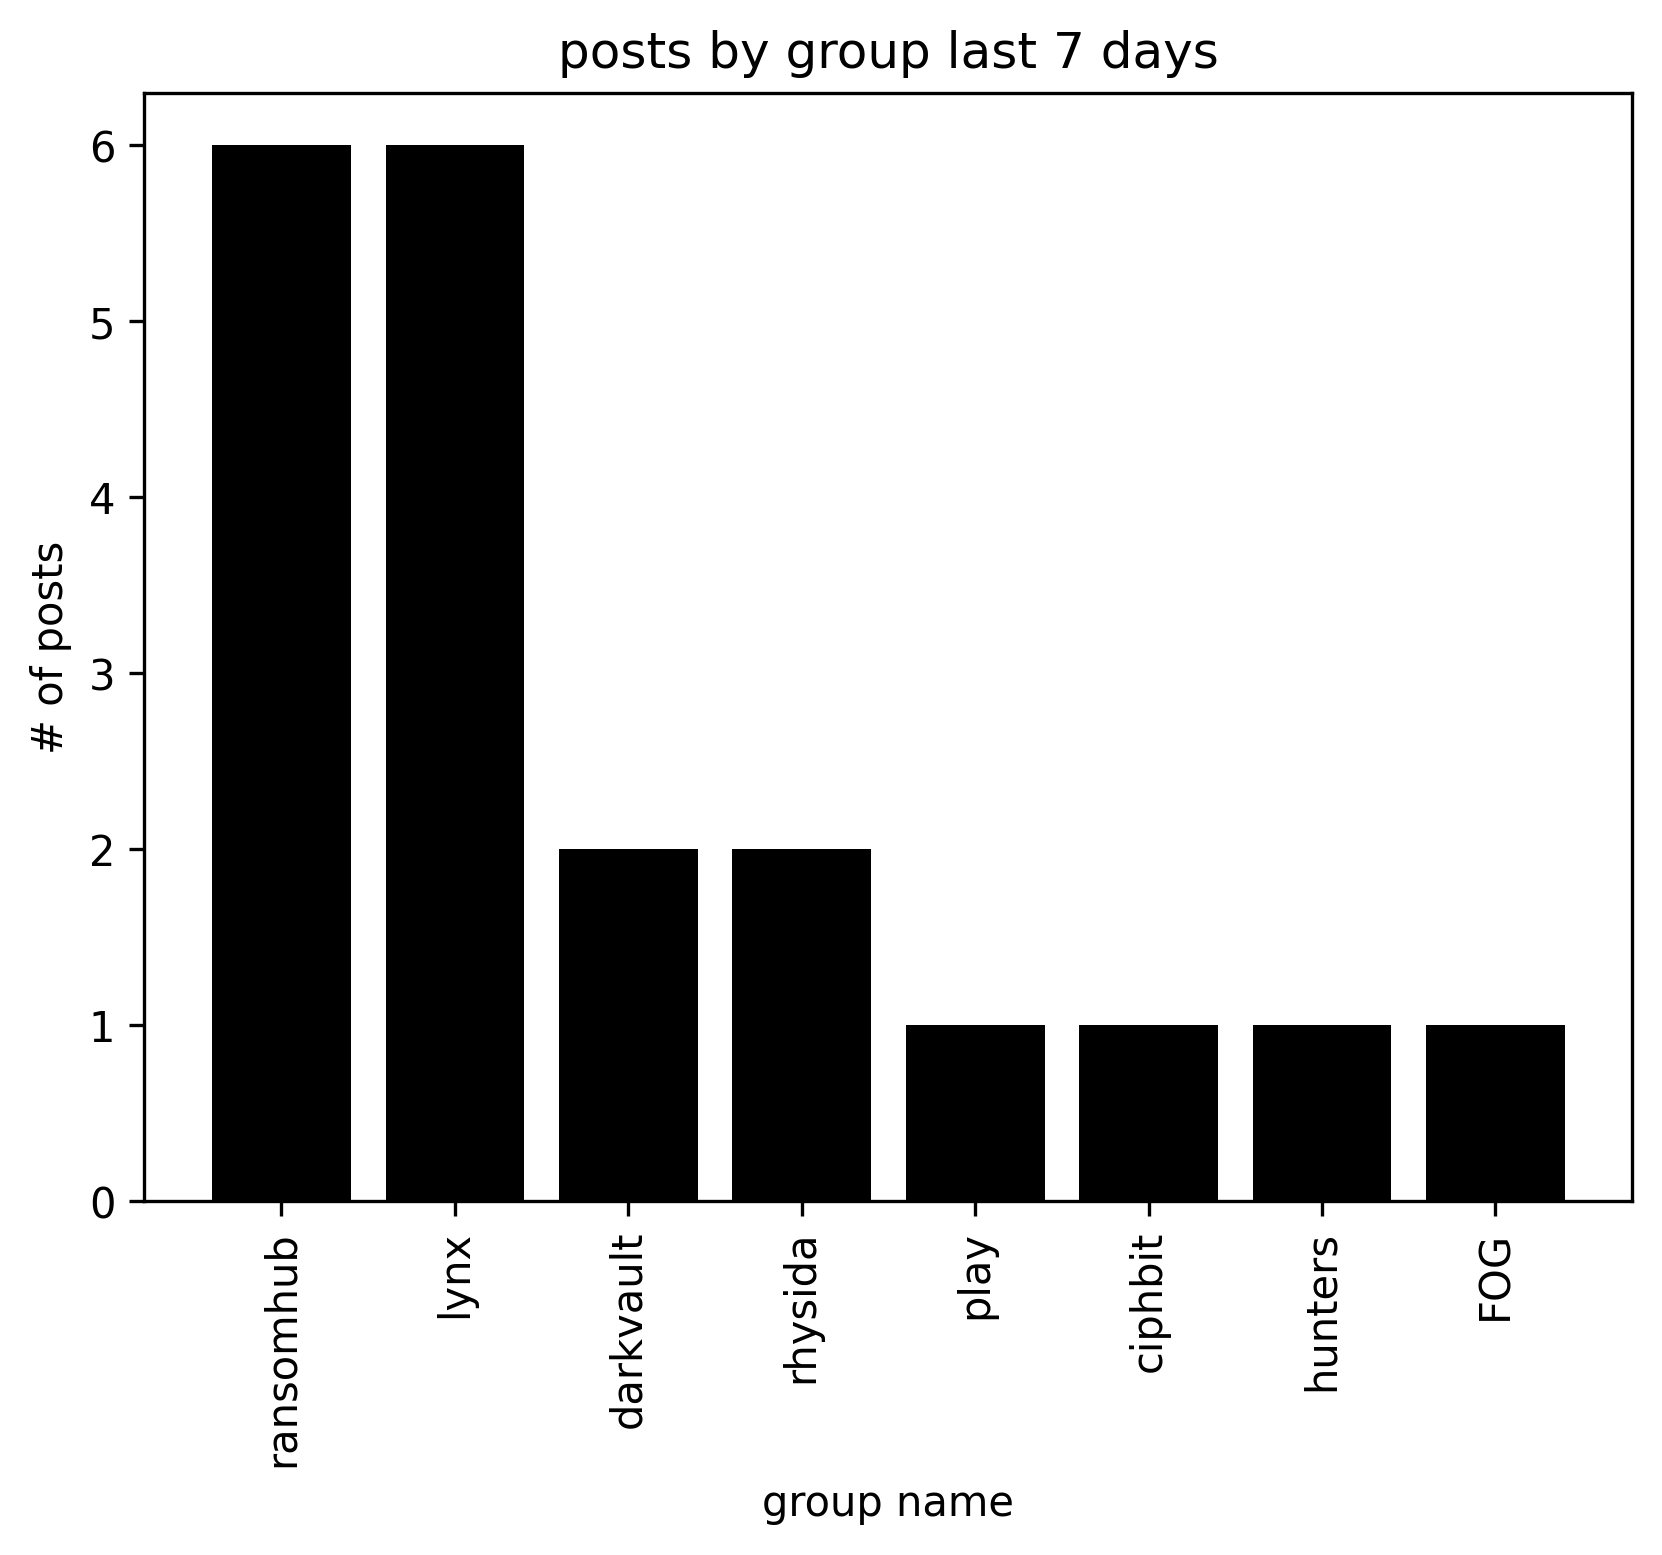 posts by group last 7 days
# of posts
6
5
4
3
2
1
0
ransomhub
lynx
darkvault
rhysida
play
ciphbit
hunters
FOG
group name